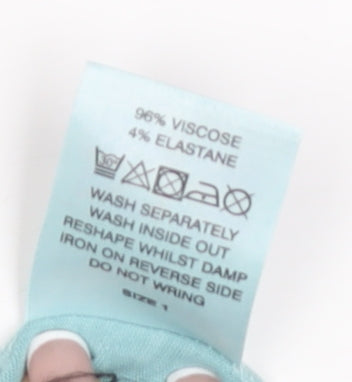 96% VISCOSE
4% ELASTANE
30°
WASH SEPARATELY
WASH INSIDE OUT
RESHAPE WHILST DAMP
IRON ON REVERSE SIDE
DO NOT WRING
SIZE 1